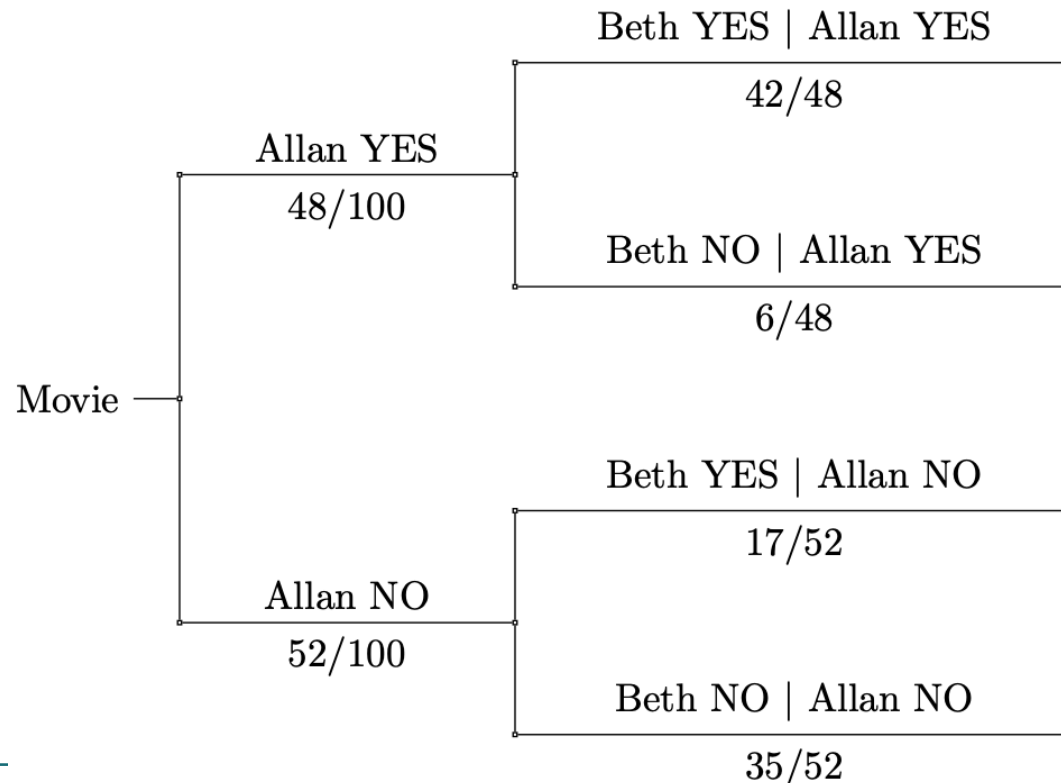 Beth YES | Allan YES
42/48
Allan YES
48/100
Beth NO | Allan YES
6/48
Movie
Beth YES | Allan NO
17/52
Allan NO
52/100
Beth NO | Allan NO
35/52